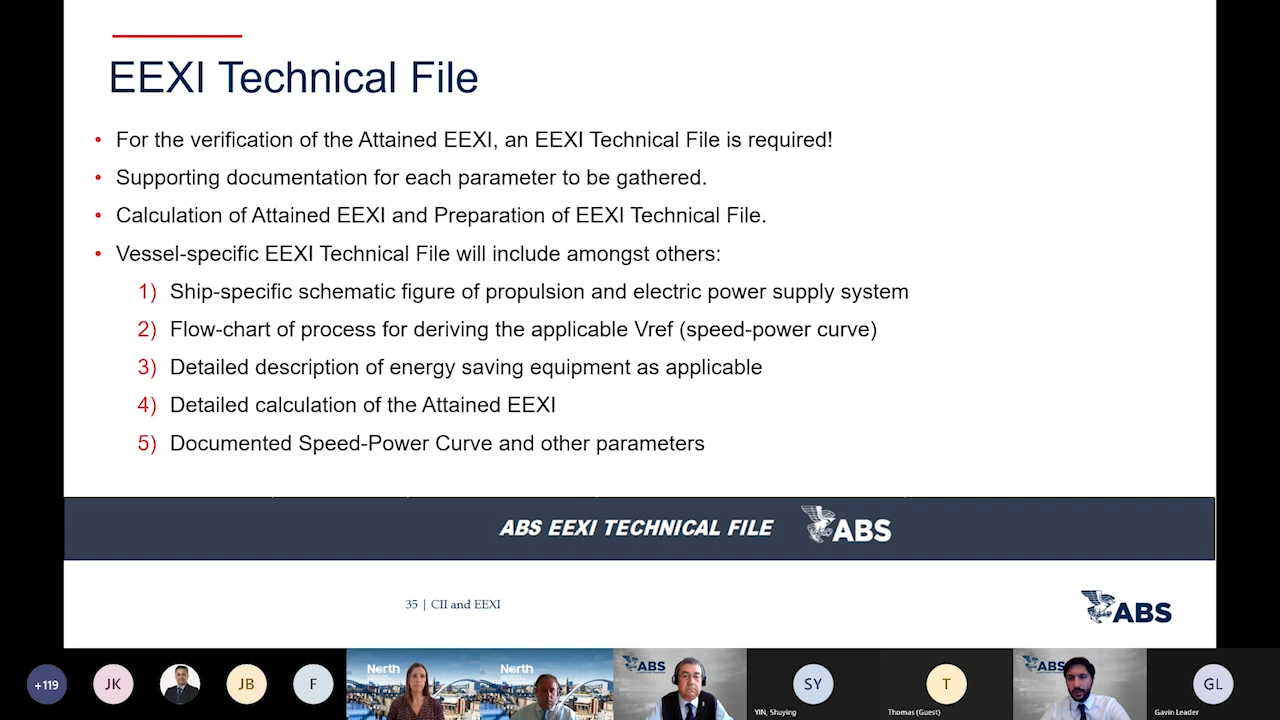 EEXI Technical File
• For the verification of the Attained EEXI, an EEXI Technical File is required!
• Supporting documentation for each parameter to be gathered.
• Calculation of Attained EEXI and Preparation of EEXI Technical File.
• Vessel-specific EEXI Technical File will include amongst others:
1) Ship-specific schematic figure of propulsion and electric power supply system
2) Flow-chart of process for deriving the applicable Vref (speed-power curve)
3) Detailed description of energy saving equipment as applicable
4) Detailed calculation of the Attained EEXI
5) Documented Speed-Power Curve and other parameters
ABS EEXI TECHNICAL FILE ABS
35 | CII and EEXI
ABS
+119 JK JB F North North ABS SY T ABS GL
YIN, Shuying Thomas (Guest) Gavin Leader